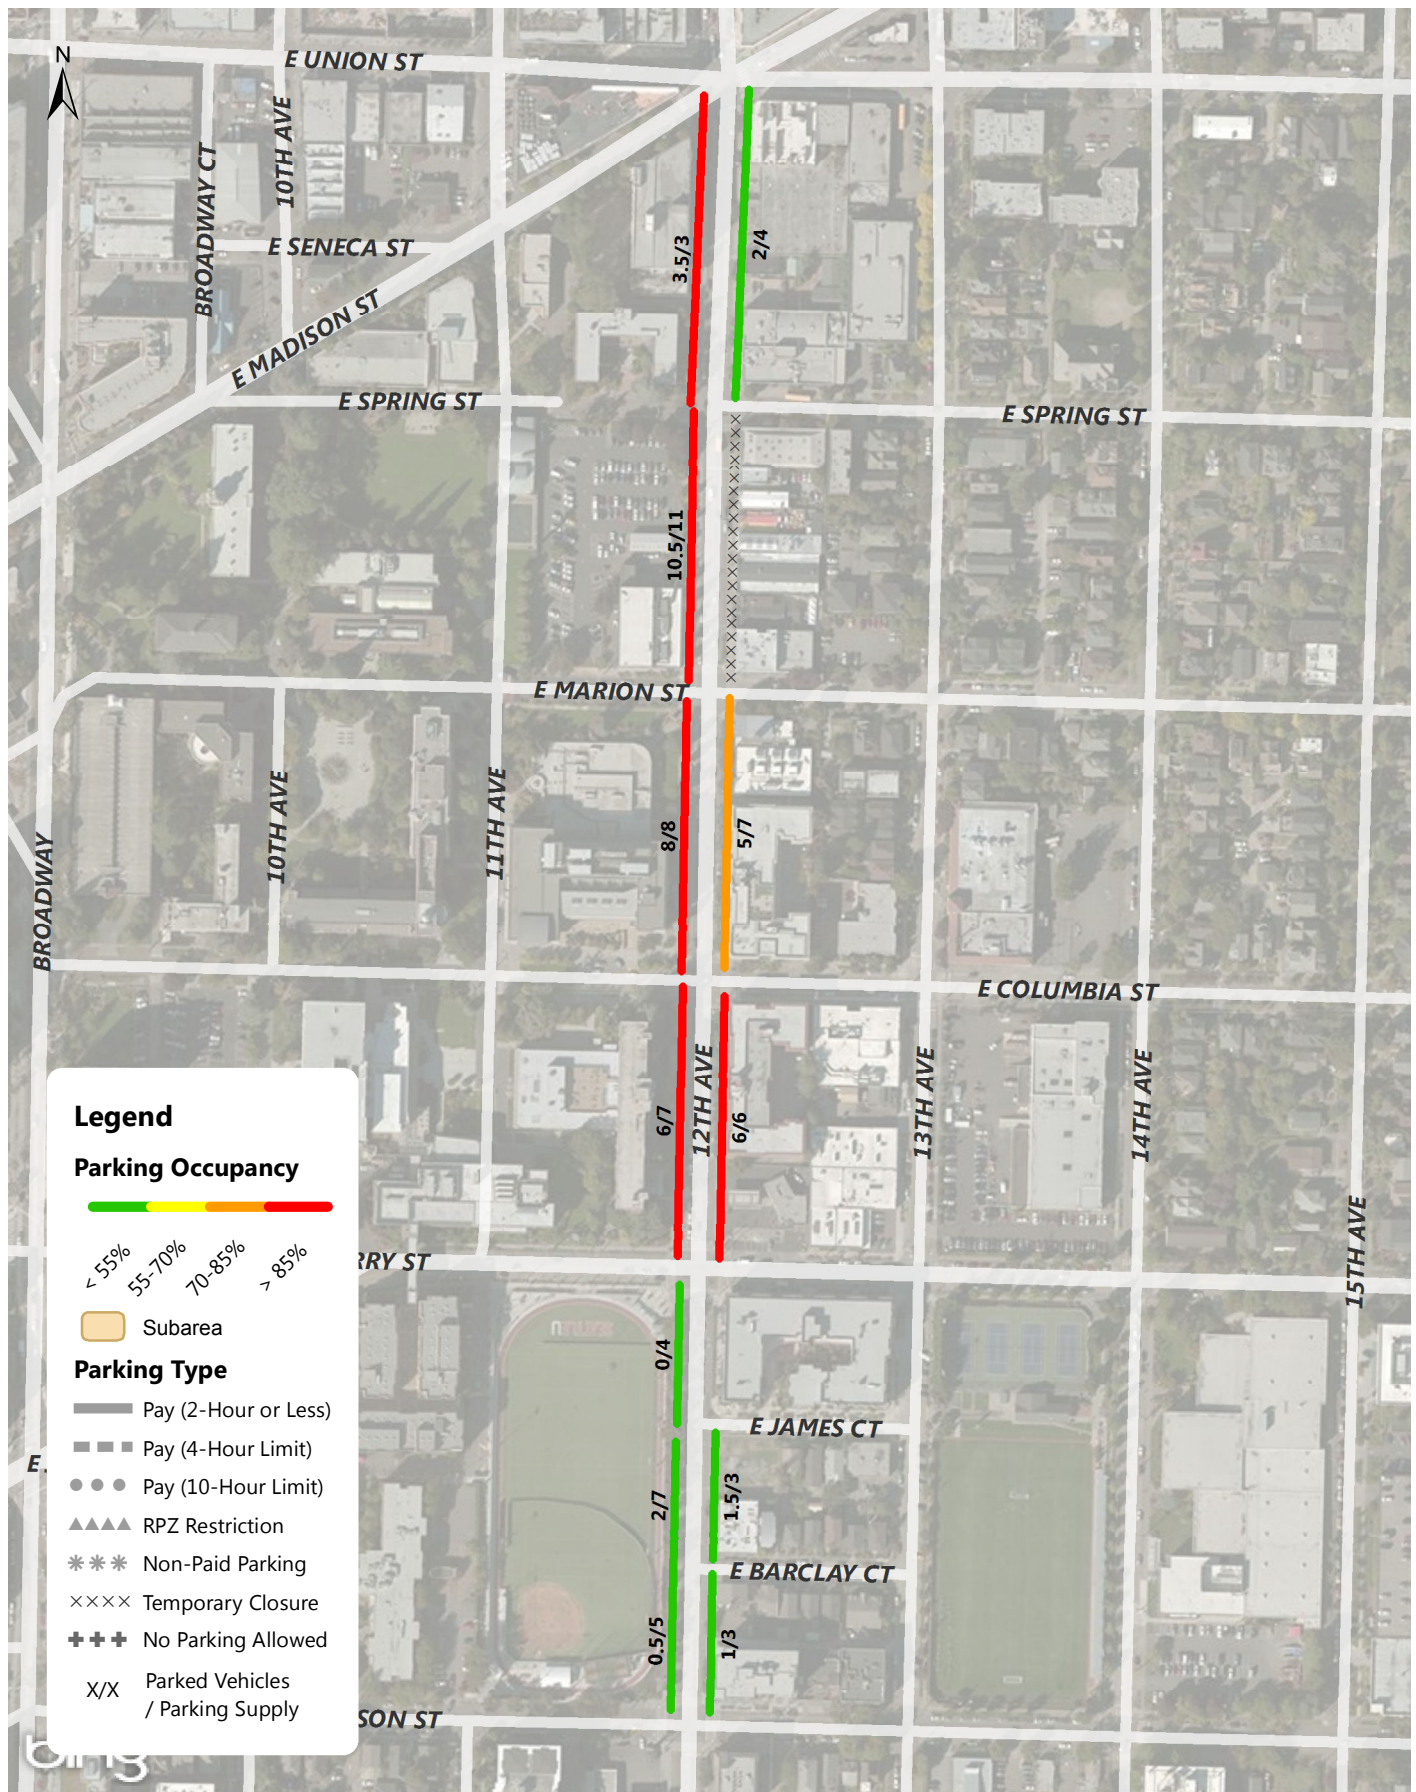 N
E UNION ST
10TH AVE
BROADWAY CT
E SENECA ST
E MADISON ST
3.5/3
2/4
E SPRING ST
E SPRING ST
10.5/11
E MARION ST
10TH AVE
11TH AVE
BROADWAY
8/8
5/7
E COLUMBIA ST
12TH AVE
13TH AVE
14TH AVE
15TH AVE
6/7
6/6
RRY ST
0/4
E JAMES CT
2/7
1.5/3
E BARCLAY CT
0.5/5
1/3
SON ST
E
Legend
Parking Occupancy
< 55%
55-70%
70-85%
> 85%
Subarea
Parking Type
Pay (2-Hour or Less)
Pay (4-Hour Limit)
Pay (10-Hour Limit)
RPZ Restriction
Non-Paid Parking
Temporary Closure
No Parking Allowed
X/X Parked Vehicles
/ Parking Supply
bing